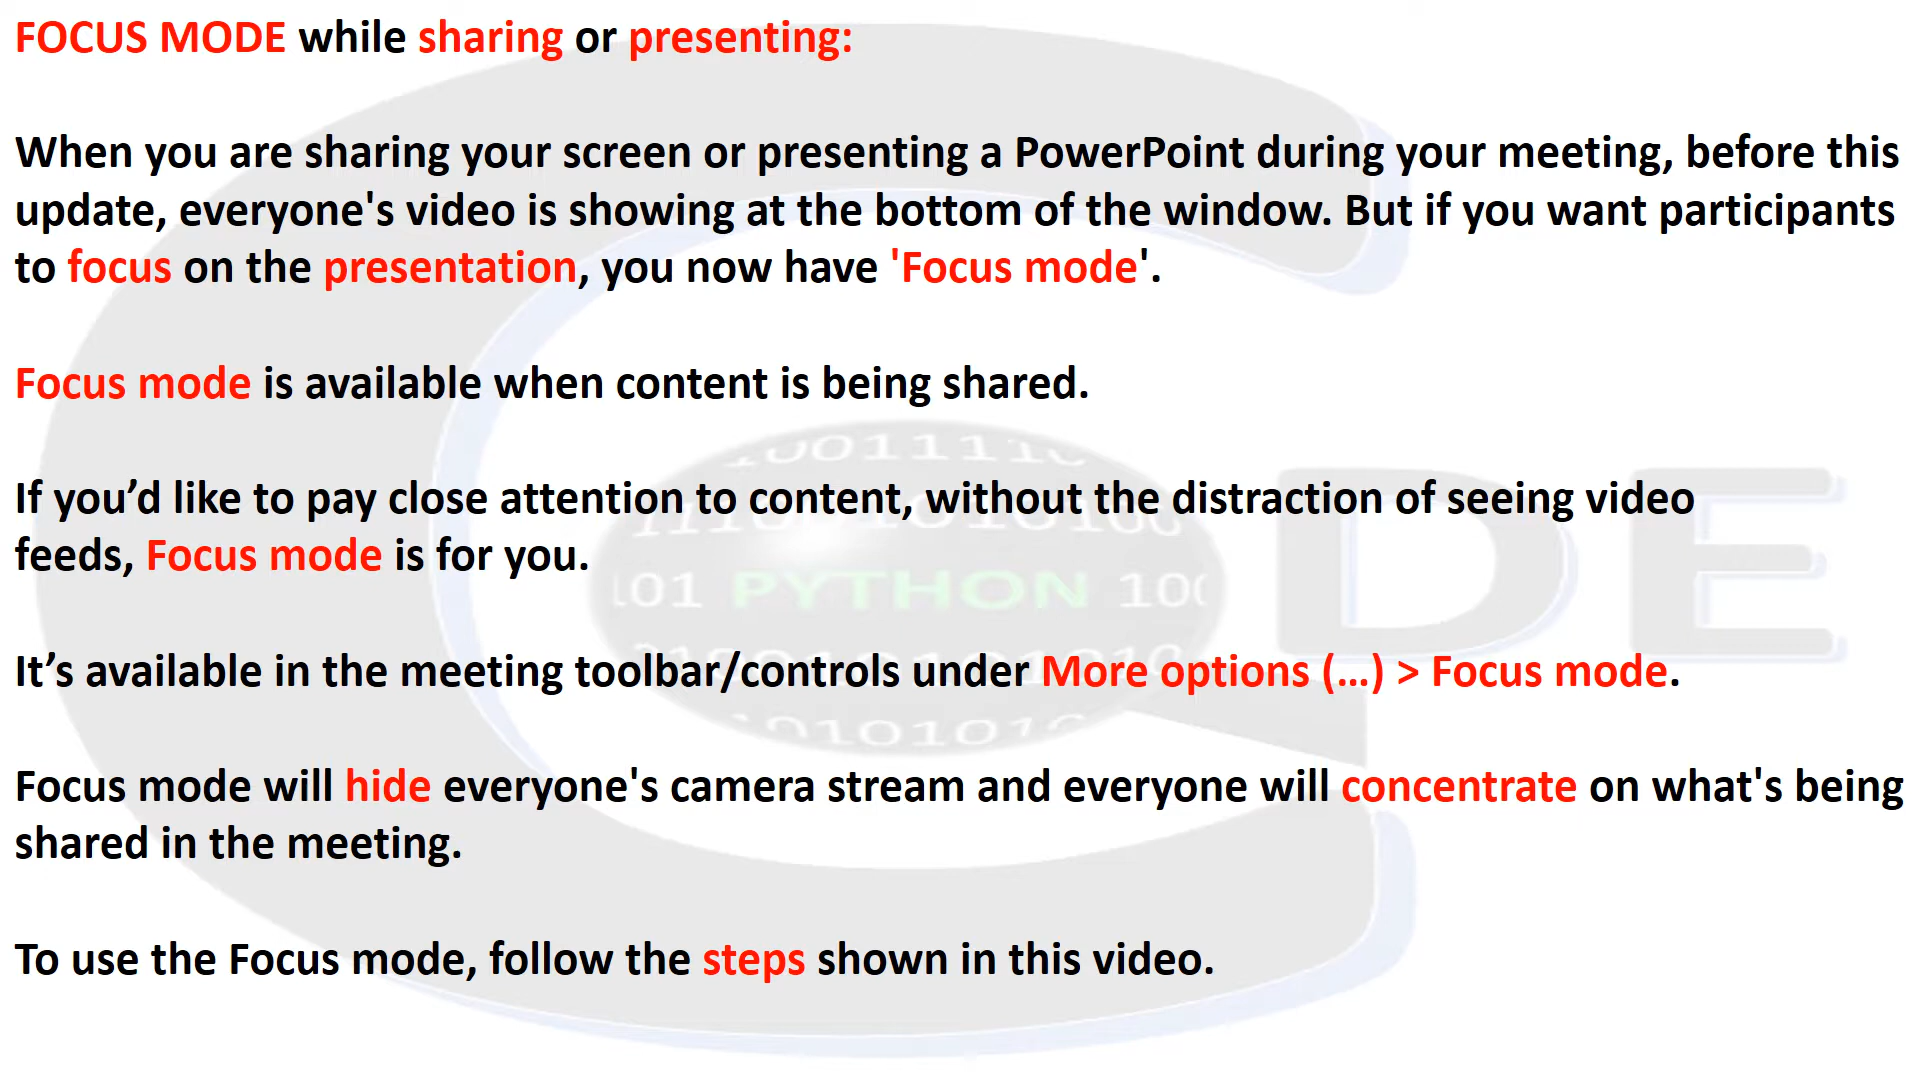 FOCUS MODE while sharing or presenting:
When you are sharing your screen or presenting a PowerPoint during your meeting, before this
update, everyone's video is showing at the bottom of the window. But if you want participants
to focus on the presentation, you now have 'Focus mode'.
Focus mode is available when content is being shared.
If you’d like to pay close attention to content, without the distraction of seeing video
feeds, Focus mode is for you.
101 PYTHON 100
DE
It’s available in the meeting toolbar/controls under More options (...) > Focus mode.
Focus mode will hide everyone's camera stream and everyone will concentrate on what's being
shared in the meeting.
To use the Focus mode, follow the steps shown in this video.